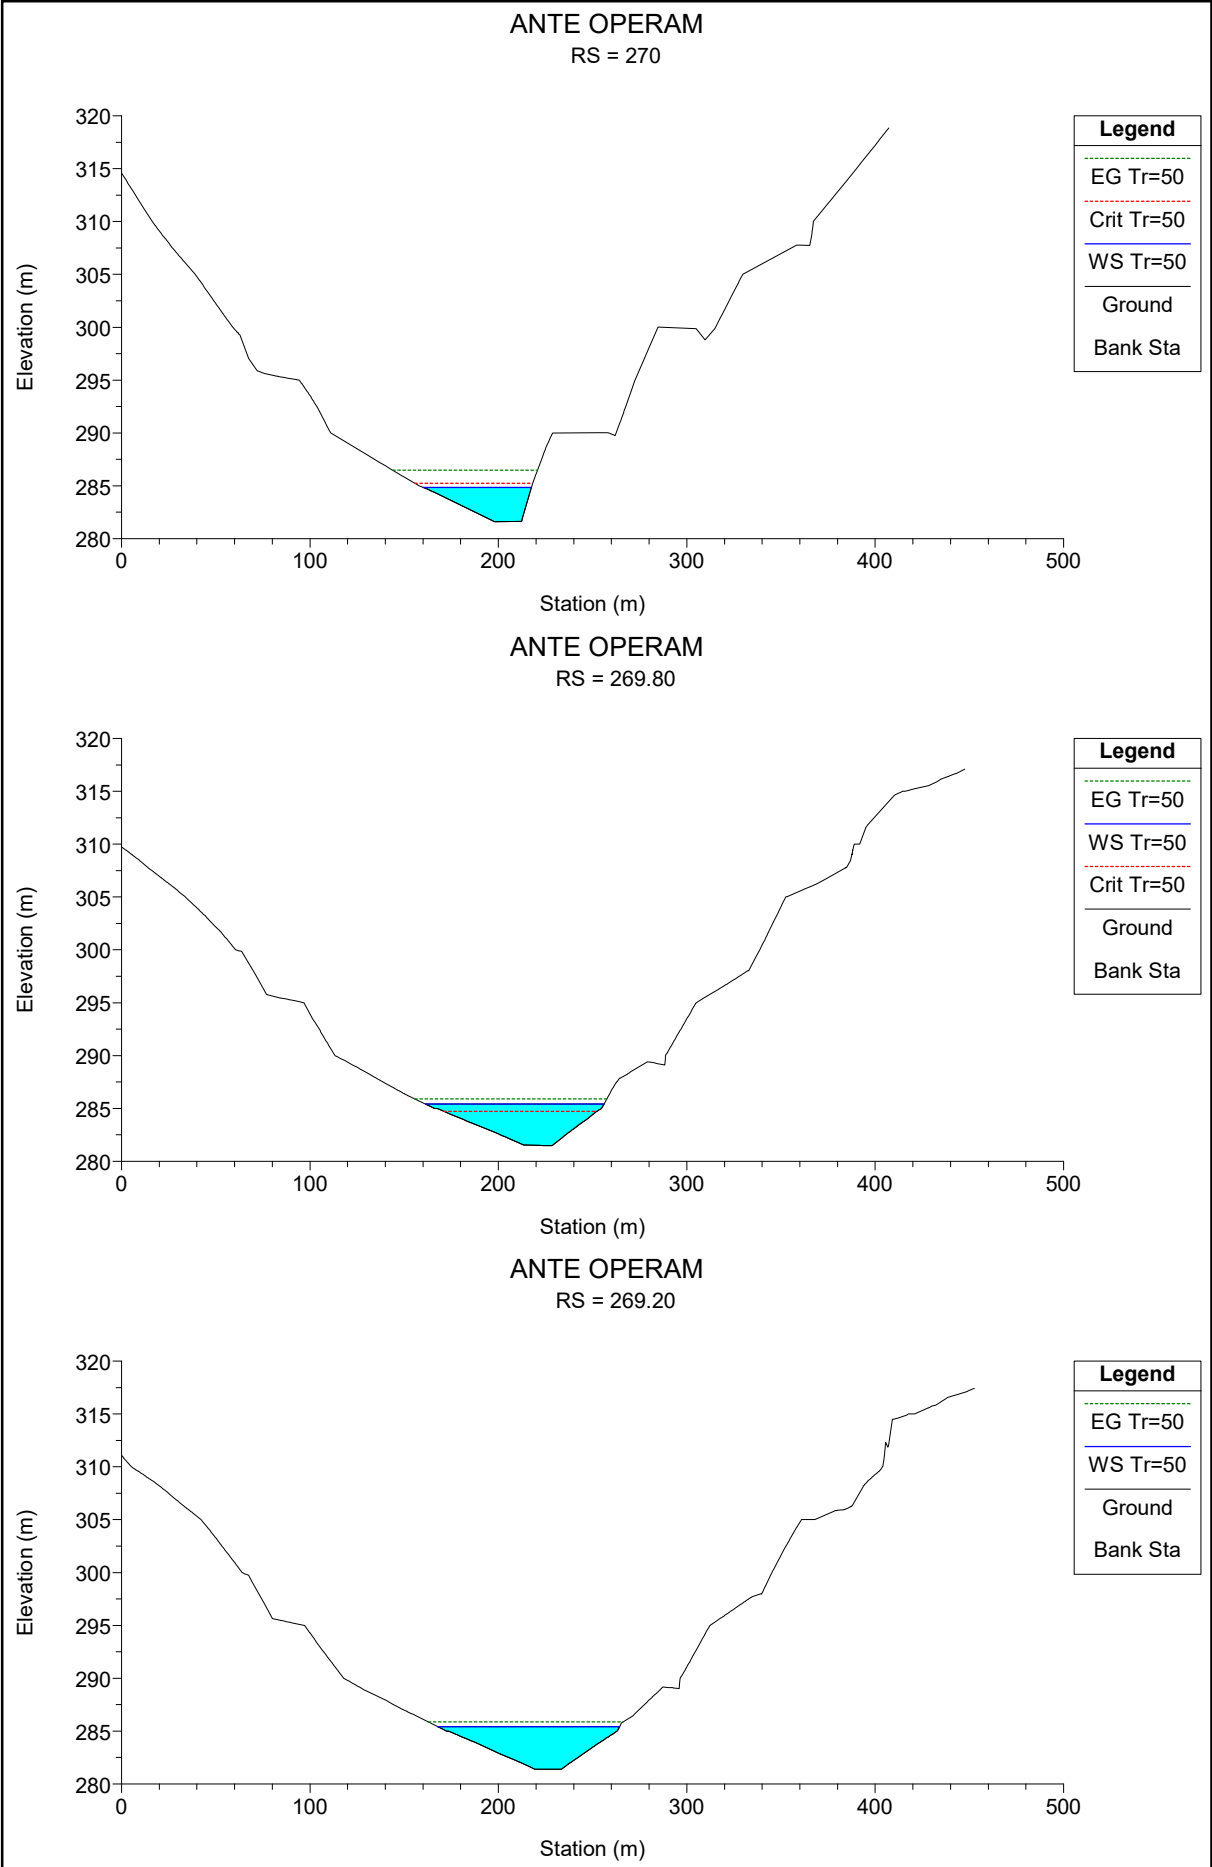 ANTE OPERAM
RS = 270
320
315
310
305
300
295
290
285
280
Elevation (m)
0 100 200 300 400 500
Station (m)
Legend
EG Tr=50
Crit Tr=50
WS Tr=50
Ground
Bank Sta
ANTE OPERAM
RS = 269.80
320
315
310
305
300
295
290
285
280
Elevation (m)
0 100 200 300 400 500
Station (m)
Legend
EG Tr=50
WS Tr=50
Crit Tr=50
Ground
Bank Sta
ANTE OPERAM
RS = 269.20
320
315
310
305
300
295
290
285
280
Elevation (m)
0 100 200 300 400 500
Station (m)
Legend
EG Tr=50
WS Tr=50
Ground
Bank Sta